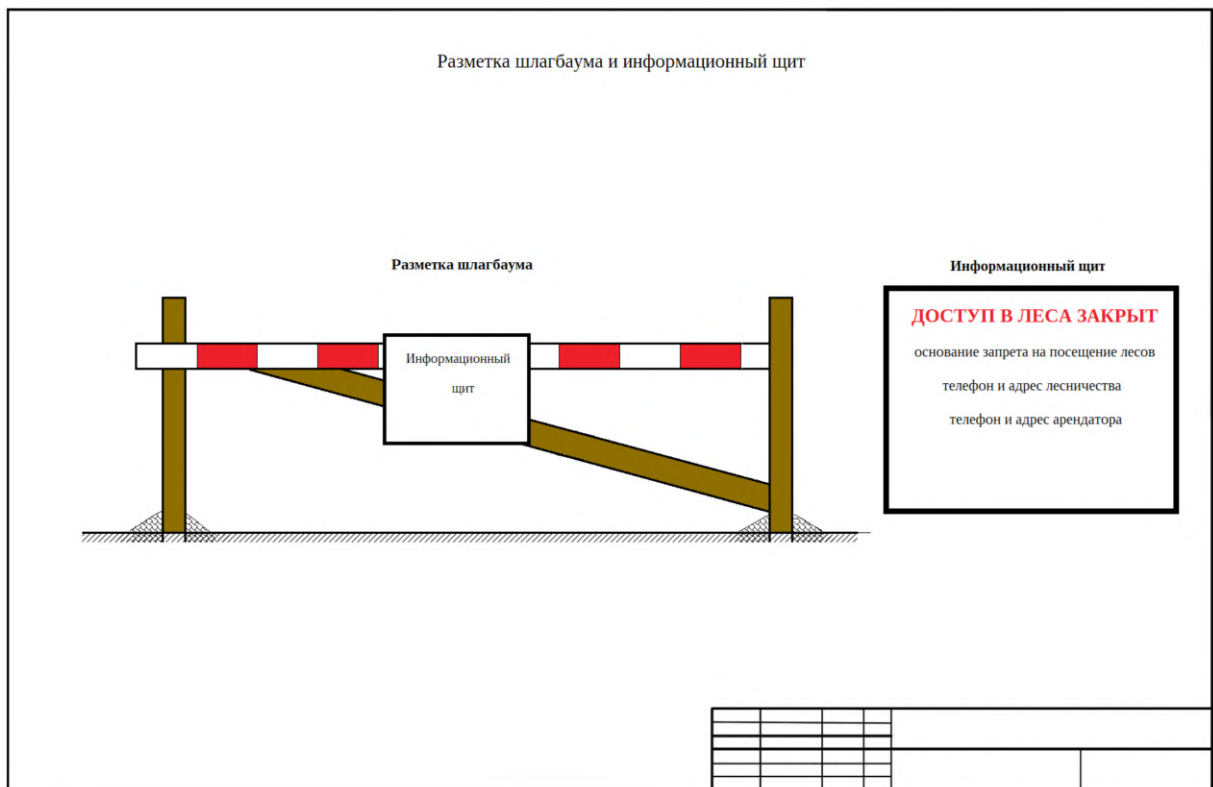 Разметка шлагбаума и информационный щит
Разметка шлагбаума
Информационный
щит
Информационный щит
ДОСТУП В ЛЕСА ЗАКРЫТ
основание запрета на посещение лесов
телефон и адрес лесничества
телефон и адрес арендатора